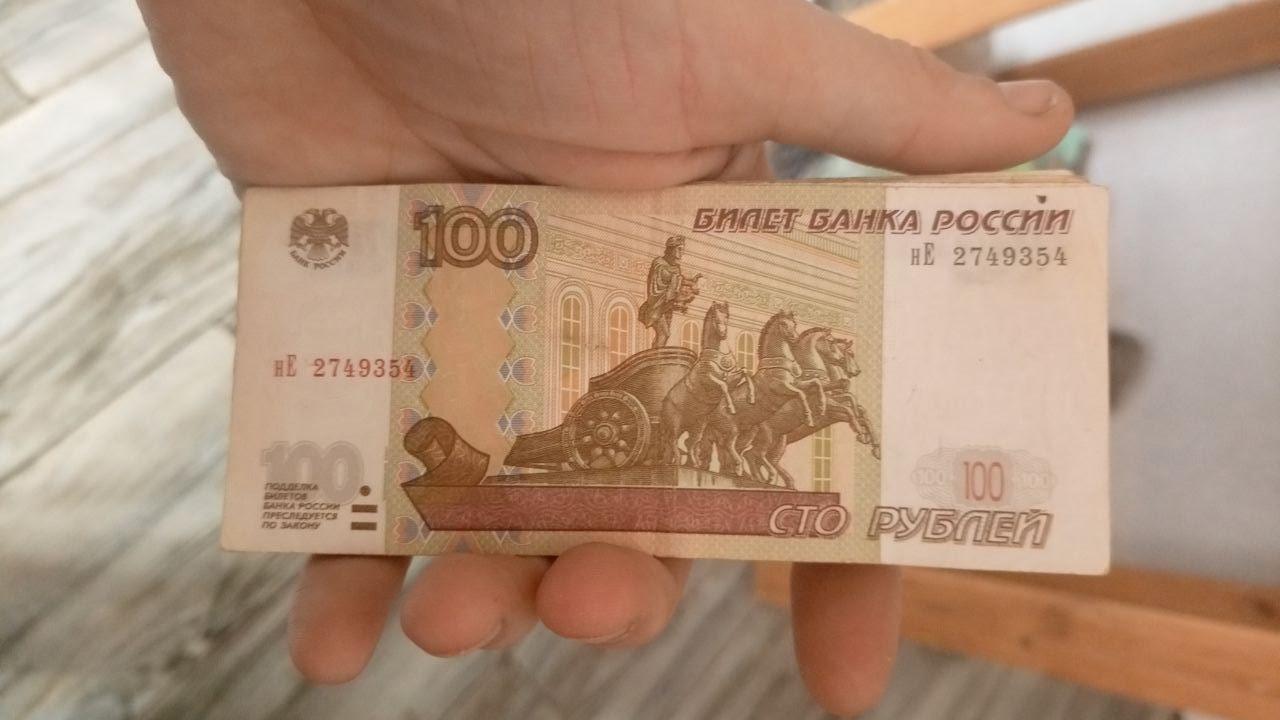 БАНК РОССИИ
100
БИЛЕТ БАНКА РОССИИ
нЕ 2749354
нЕ 2749354
100
ПОДДЕЛКА
БИЛЕТОВ
БАНКА РОССИИ
ПРЕСЛЕДУЕТСЯ
ПО ЗАКОНУ
100 100 100
СТО РУБЛЕЙ